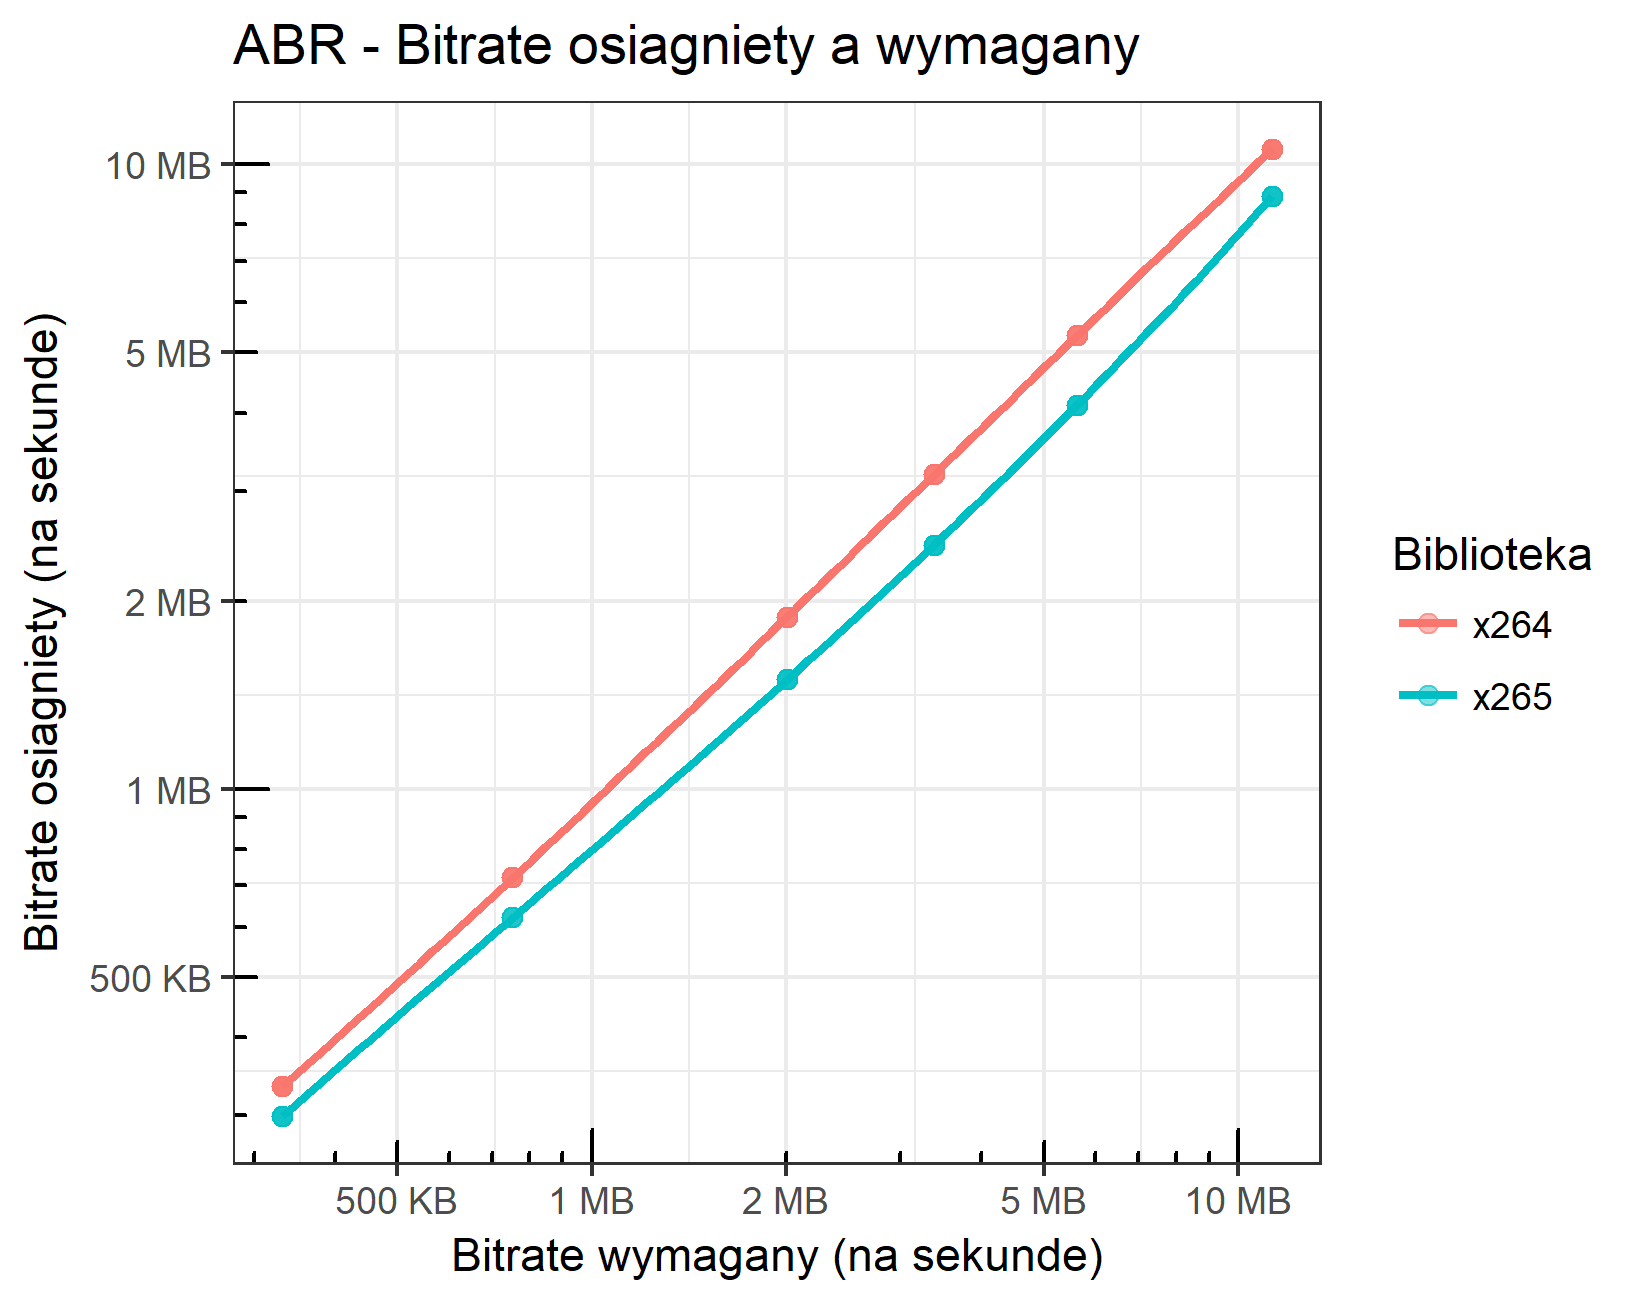 ABR - Bitrate osiagniety a wymagany
10 MB
5 MB
2 MB
1 MB
500 KB
Bitrate osiagniety (na sekunde)
500 KB 1 MB 2 MB 5 MB 10 MB
Bitrate wymagany (na sekunde)
Biblioteka
x264
x265